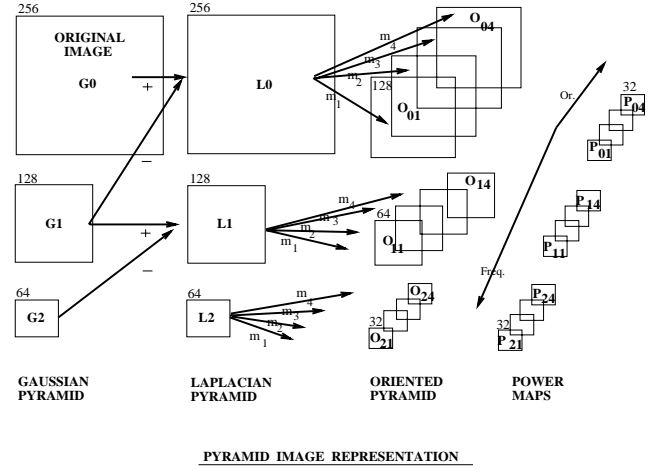 256
256
ORIGINAL
IMAGE
G0
+
−
L0
m4
m3
m2
m1
O04
128
O01
Or.
32
P04
P01
128
G1
+
−
128
L1
m4
m3
m2
m1
O14
64
O11
P14
P11
Freq.
64
G2
64
L2
m4
m3
m2
m1
O24
32
O21
P24
32
P21
GAUSSIAN
PYRAMID
LAPLACIAN
PYRAMID
ORIENTED
PYRAMID
POWER
MAPS
PYRAMID IMAGE REPRESENTATION